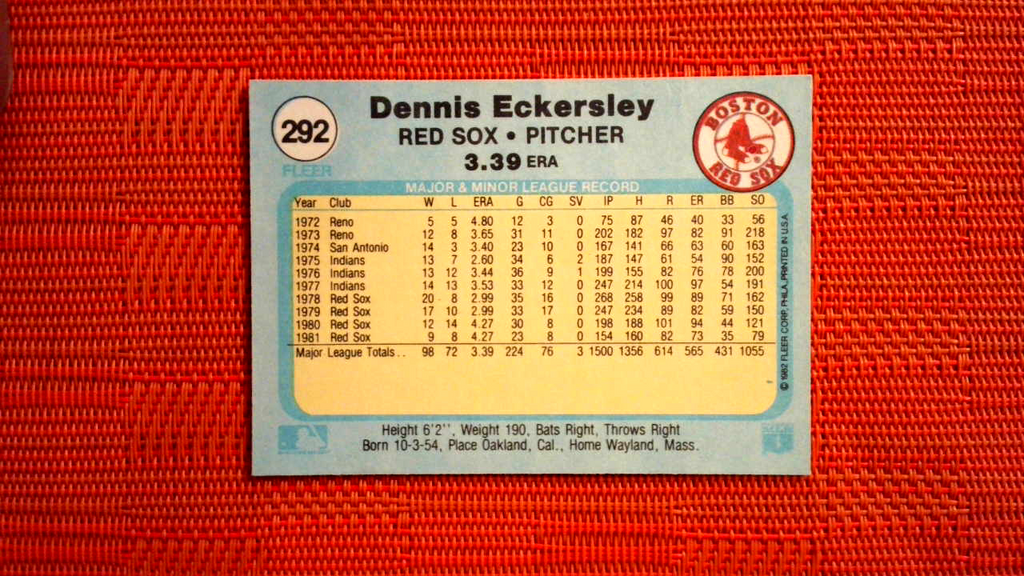 292
FLEER
Dennis Eckersley
RED SOX • PITCHER
3.39 ERA
BOSTON
RED SOX
MAJOR & MINOR LEAGUE RECORD
Year Club W L ERA G CG SV IP H R ER BB SO
1972 Reno 5 5 4.80 12 3 0 75 87 46 40 33 56
1973 Reno 12 8 3.65 31 11 0 202 182 97 82 91 218
1974 San Antonio 14 3 3.40 23 10 0 167 141 66 63 60 163
1975 Indians 13 7 2.60 34 6 2 187 147 61 54 90 152
1976 Indians 13 12 3.44 36 9 1 199 155 82 76 78 200
1977 Indians 14 13 3.53 33 12 0 247 214 100 97 54 191
1978 Red Sox 20 8 2.99 35 16 0 268 258 99 89 71 162
1979 Red Sox 17 10 2.99 33 17 0 247 234 89 82 59 150
1980 Red Sox 12 14 4.27 30 8 0 198 188 101 94 44 121
1981 Red Sox 9 8 4.27 23 8 0 154 160 82 73 35 79
Major League Totals.. 98 72 3.39 224 76 3 1500 1356 614 565 431 1055
© 1982 FLEER CORP. PHILA. PRINTED IN U.S.A.
Height 6'2'', Weight 190, Bats Right, Throws Right
Born 10-3-54, Place Oakland, Cal., Home Wayland, Mass.